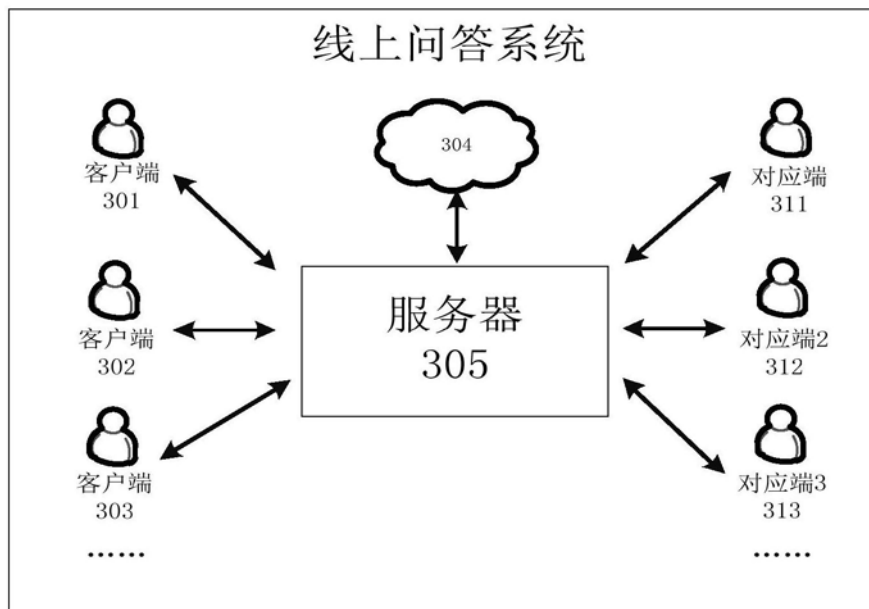 线上问答系统
客户端
301
304
对应端
311
客户端
302
服务器
305
对应端2
312
客户端
303
对应端3
313
……
……